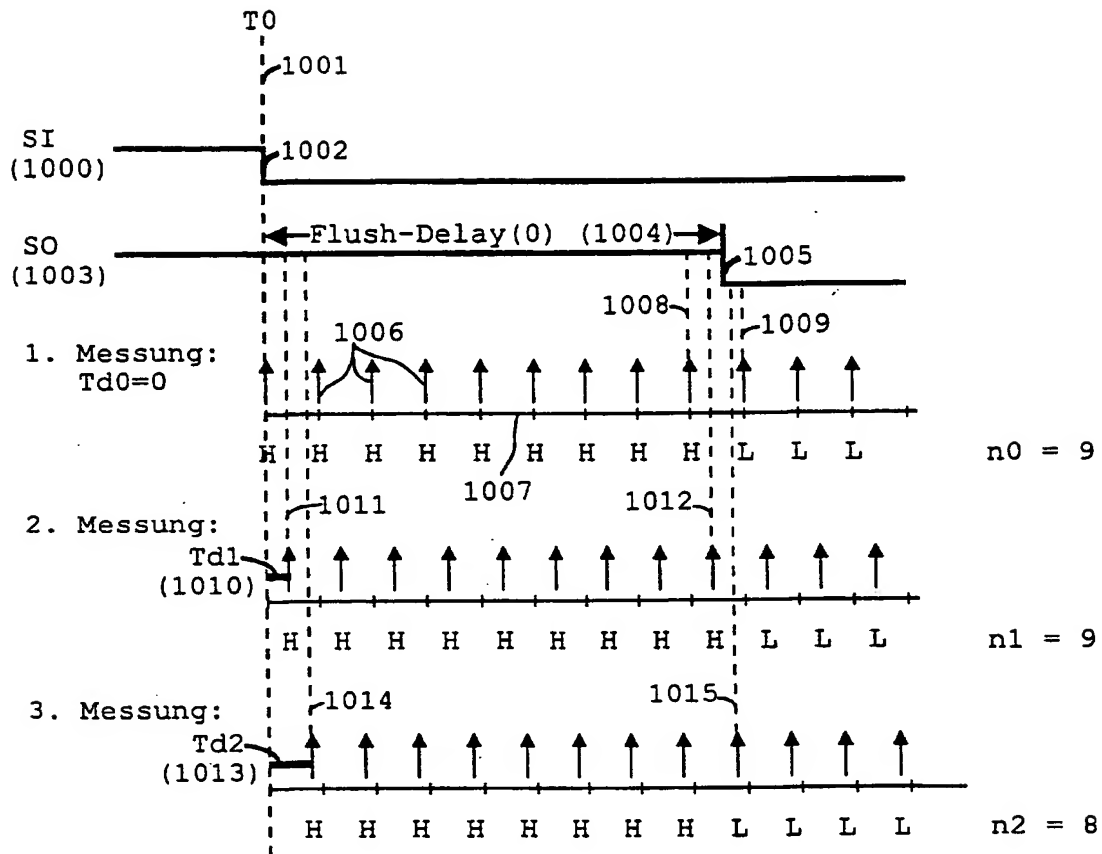 T0
1001
SI
(1000)
1002
Flush-Delay(0) (1004)
SO
(1003)
1005
1008
1009
1006
1. Messung:
Td0=0
H H H H H H H H H L L L n0 = 9
1007
1011
1012
2. Messung:
Td1
(1010)
H H H H H H H H H L L L n1 = 9
1014
1015
3. Messung:
Td2
(1013)
H H H H H H H H L L L L n2 = 8